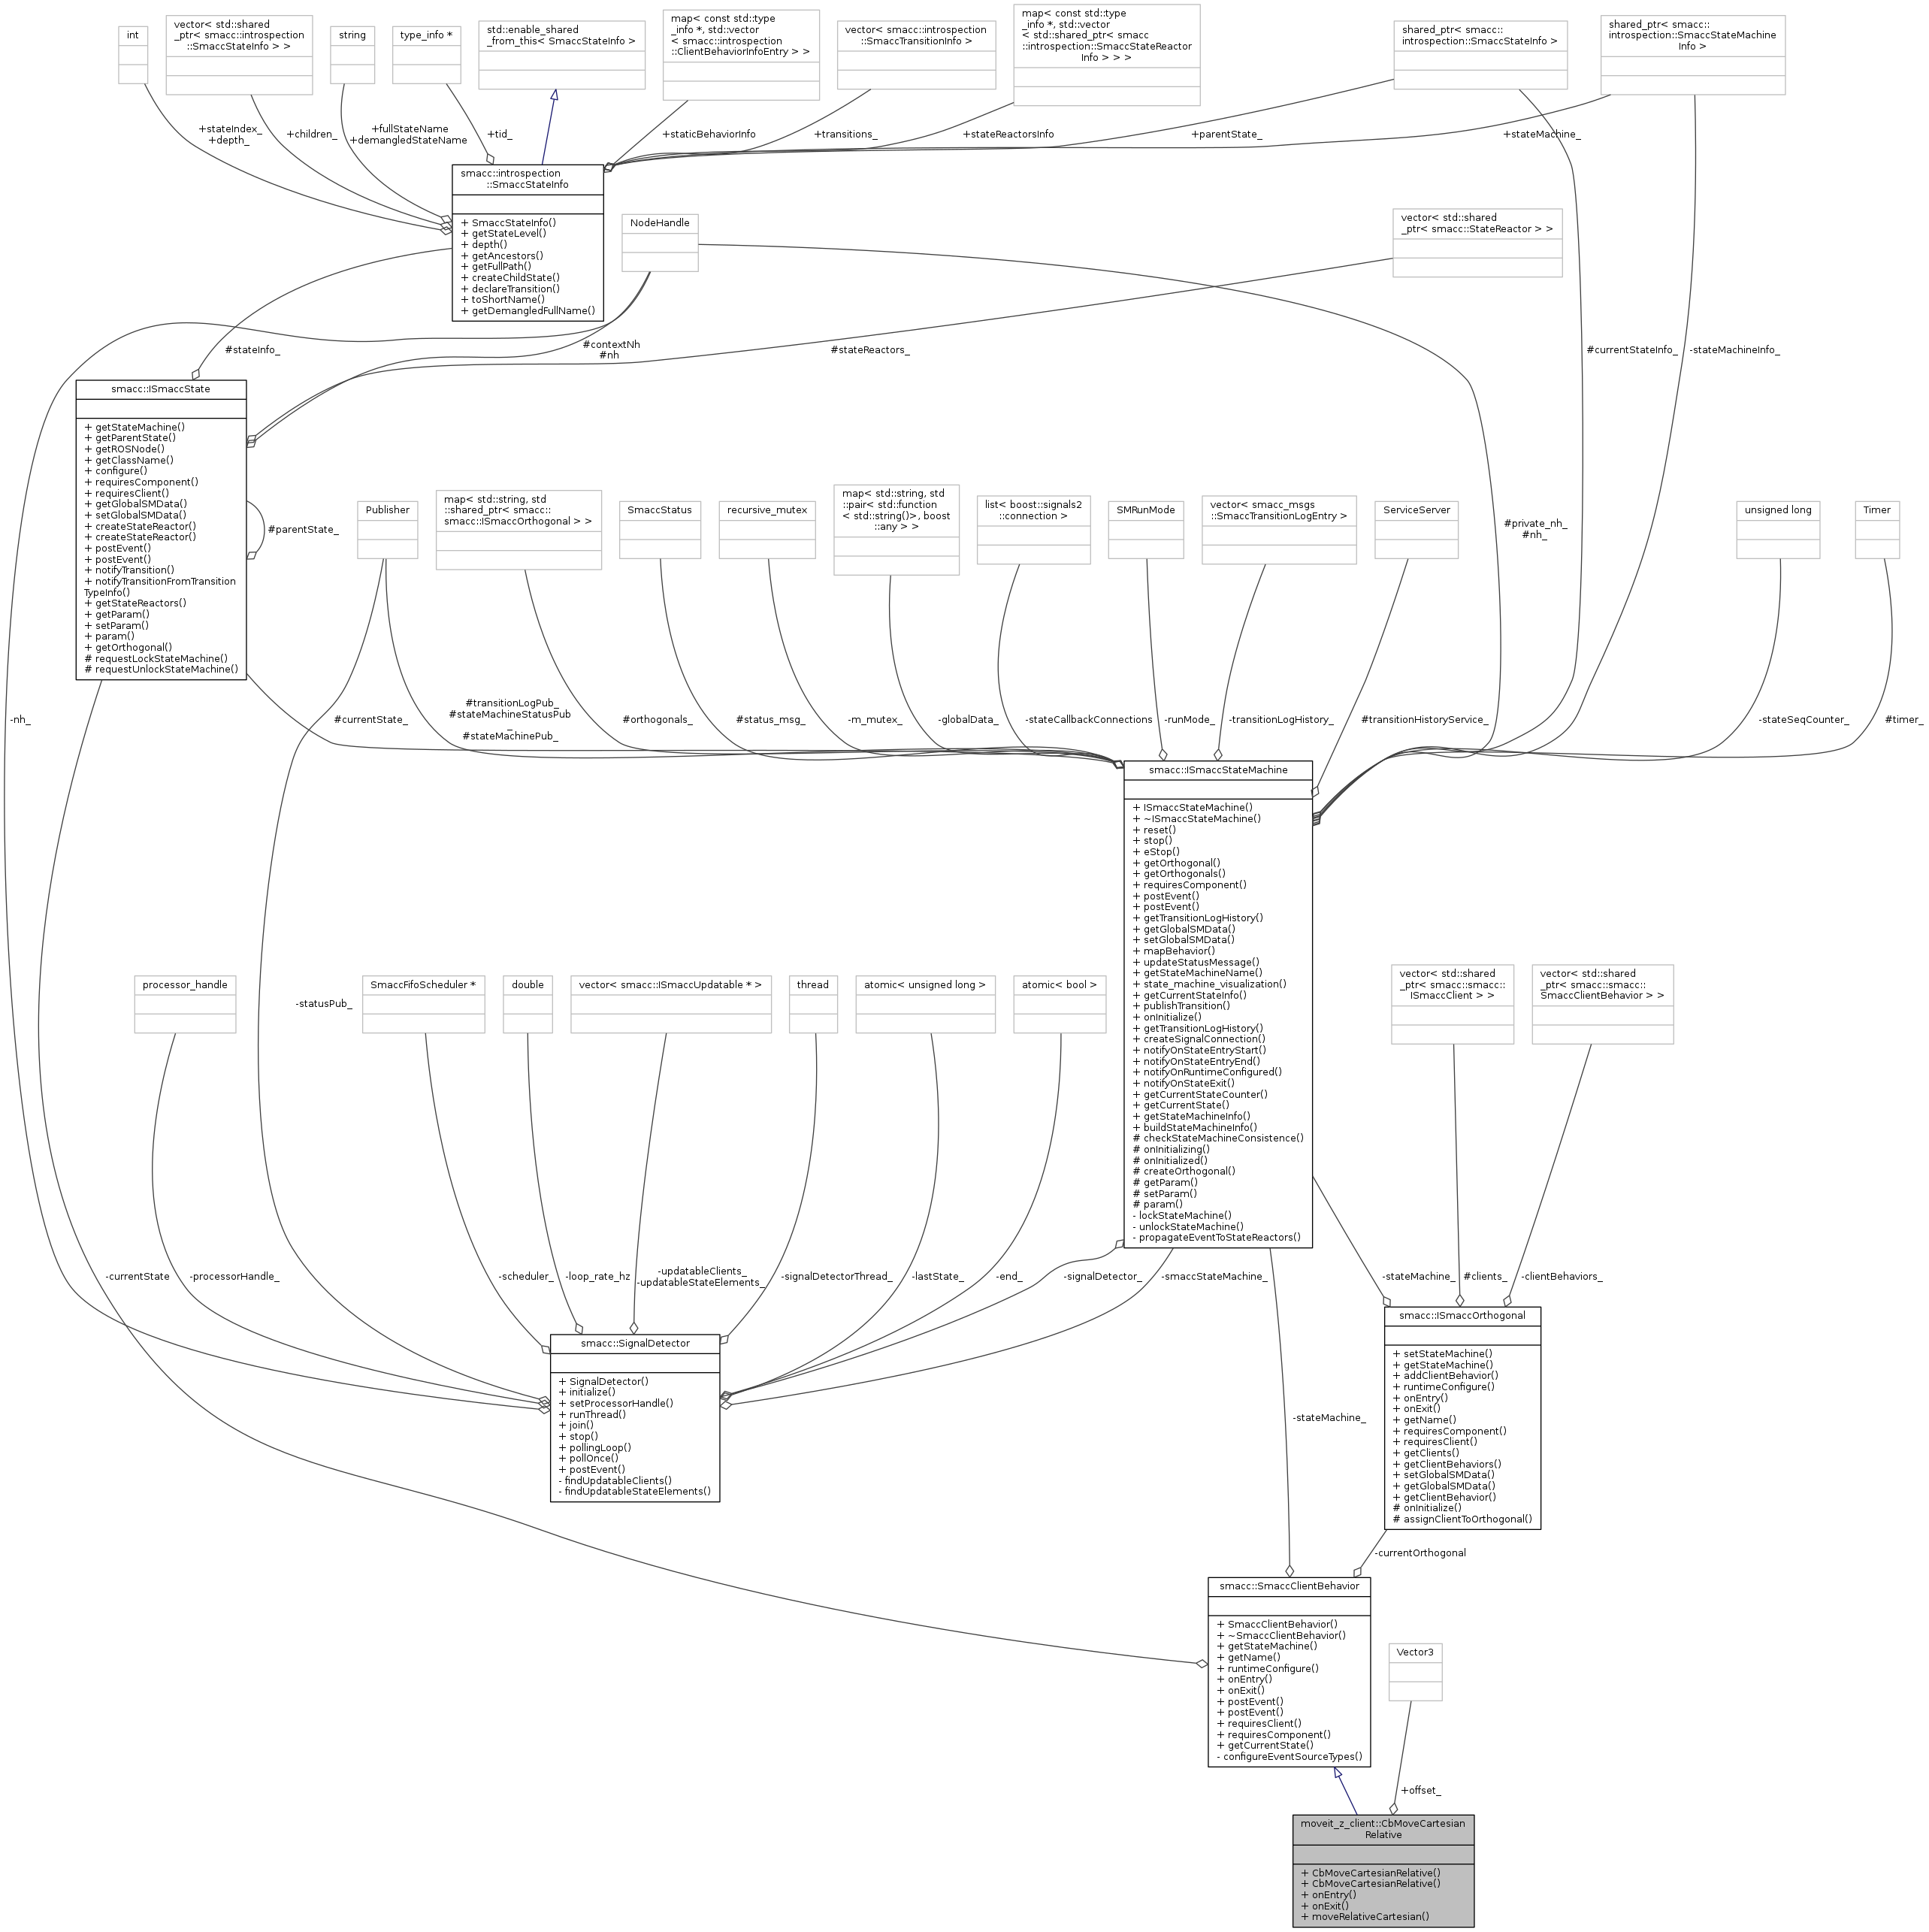 int
vector< std::shared
_ptr< smacc::introspection
::SmaccStateInfo > >
string
type_info *
std::enable_shared
_from_this< SmaccStateInfo >
map< const std::type
_info *, std::vector
< smacc::introspection
::ClientBehaviorInfoEntry > >
vector< smacc::introspection
::SmaccTransitionInfo >
map< const std::type
_info *, std::vector
< std::shared_ptr< smacc
::introspection::SmaccStateReactor
Info > > >
shared_ptr< smacc::
introspection::SmaccStateInfo >
shared_ptr< smacc::
introspection::SmaccStateMachine
Info >
+stateIndex_
+depth_
+children_
+fullStateName
+demangledStateName
+tid_
+staticBehaviorInfo
+transitions_
+stateReactorsInfo
+parentState_
+stateMachine_
smacc::introspection
::SmaccStateInfo
+ SmaccStateInfo()
+ getStateLevel()
+ depth()
+ getAncestors()
+ getFullPath()
+ createChildState()
+ declareTransition()
+ toShortName()
+ getDemangledFullName()
NodeHandle
vector< std::shared
_ptr< smacc::StateReactor > >
#stateInfo_
#contextNh
#nh
#stateReactors_
#currentStateInfo_
-stateMachineInfo_
smacc::ISmaccState
+ getStateMachine()
+ getParentState()
+ getROSNode()
+ getClassName()
+ configure()
+ requiresComponent()
+ requiresClient()
+ getGlobalSMData()
+ setGlobalSMData()
+ createStateReactor()
+ createStateReactor()
+ postEvent()
+ postEvent()
+ notifyTransition()
+ notifyTransitionFromTransition
TypeInfo()
+ getStateReactors()
+ getParam()
+ setParam()
+ param()
+ getOrthogonal()
# requestLockStateMachine()
# requestUnlockStateMachine()
#parentState_
Publisher
map< std::string, std
::shared_ptr< smacc::
smacc::ISmaccOrthogonal > >
SmaccStatus
recursive_mutex
map< std::string, std
::pair< std::function
< std::string()>, boost
::any > >
list< boost::signals2
::connection >
SMRunMode
vector< smacc_msgs
::SmaccTransitionLogEntry >
ServiceServer
#private_nh_
#nh_
unsigned long
Timer
-nh_
#currentState_
#transitionLogPub_
#stateMachineStatusPub
_
#stateMachinePub_
#orthogonals_
#status_msg_
-m_mutex_
-globalData_
-stateCallbackConnections
-runMode_
-transitionLogHistory_
#transitionHistoryService_
-stateSeqCounter_
#timer_
smacc::ISmaccStateMachine
+ ISmaccStateMachine()
+ ~ISmaccStateMachine()
+ reset()
+ stop()
+ eStop()
+ getOrthogonal()
+ getOrthogonals()
+ requiresComponent()
+ postEvent()
+ postEvent()
+ getTransitionLogHistory()
+ getGlobalSMData()
+ setGlobalSMData()
+ mapBehavior()
+ updateStatusMessage()
+ getStateMachineName()
+ state_machine_visualization()
+ getCurrentStateInfo()
+ publishTransition()
+ onInitialize()
+ getTransitionLogHistory()
+ createSignalConnection()
+ notifyOnStateEntryStart()
+ notifyOnStateEntryEnd()
+ notifyOnRuntimeConfigured()
+ notifyOnStateExit()
+ getCurrentStateCounter()
+ getCurrentState()
+ getStateMachineInfo()
+ buildStateMachineInfo()
# checkStateMachineConsistence()
# onInitializing()
# onInitialized()
# createOrthogonal()
# getParam()
# setParam()
# param()
- lockStateMachine()
- unlockStateMachine()
- propagateEventToStateReactors()
processor_handle
-statusPub_
SmaccFifoScheduler *
double
vector< smacc::ISmaccUpdatable * >
thread
atomic< unsigned long >
atomic< bool >
vector< std::shared
_ptr< smacc::smacc::
ISmaccClient > >
vector< std::shared
_ptr< smacc::smacc::
SmaccClientBehavior > >
-currentState
-processorHandle_
-scheduler_
-loop_rate_hz
-updatableClients_
-updatableStateElements_
-signalDetectorThread_
-lastState_
-end_
-signalDetector_
-smaccStateMachine_
-stateMachine_
#clients_
-clientBehaviors_
smacc::SignalDetector
+ SignalDetector()
+ initialize()
+ setProcessorHandle()
+ runThread()
+ join()
+ stop()
+ pollingLoop()
+ pollOnce()
+ postEvent()
- findUpdatableClients()
- findUpdatableStateElements()
-stateMachine_
smacc::ISmaccOrthogonal
+ setStateMachine()
+ getStateMachine()
+ addClientBehavior()
+ runtimeConfigure()
+ onEntry()
+ onExit()
+ getName()
+ requiresComponent()
+ requiresClient()
+ getClients()
+ getClientBehaviors()
+ setGlobalSMData()
+ getGlobalSMData()
+ getClientBehavior()
# onInitialize()
# assignClientToOrthogonal()
-currentOrthogonal
smacc::SmaccClientBehavior
+ SmaccClientBehavior()
+ ~SmaccClientBehavior()
+ getStateMachine()
+ getName()
+ runtimeConfigure()
+ onEntry()
+ onExit()
+ postEvent()
+ postEvent()
+ requiresClient()
+ requiresComponent()
+ getCurrentState()
- configureEventSourceTypes()
Vector3
+offset_
moveit_z_client::CbMoveCartesian
Relative
+ CbMoveCartesianRelative()
+ CbMoveCartesianRelative()
+ onEntry()
+ onExit()
+ moveRelativeCartesian()